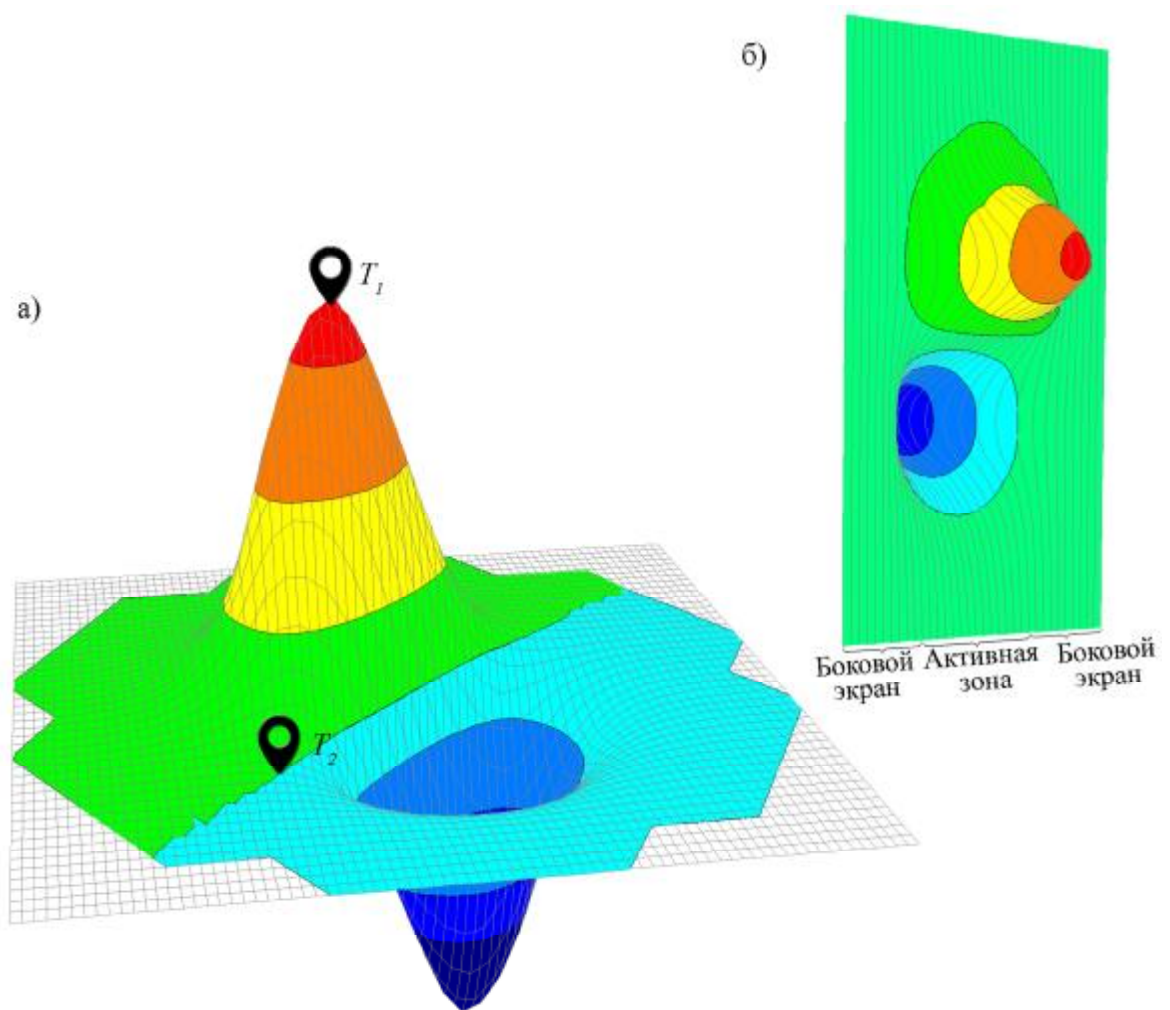 б)
T₁
а)
T₂
Боковой экран
Активная зона
Боковой экран